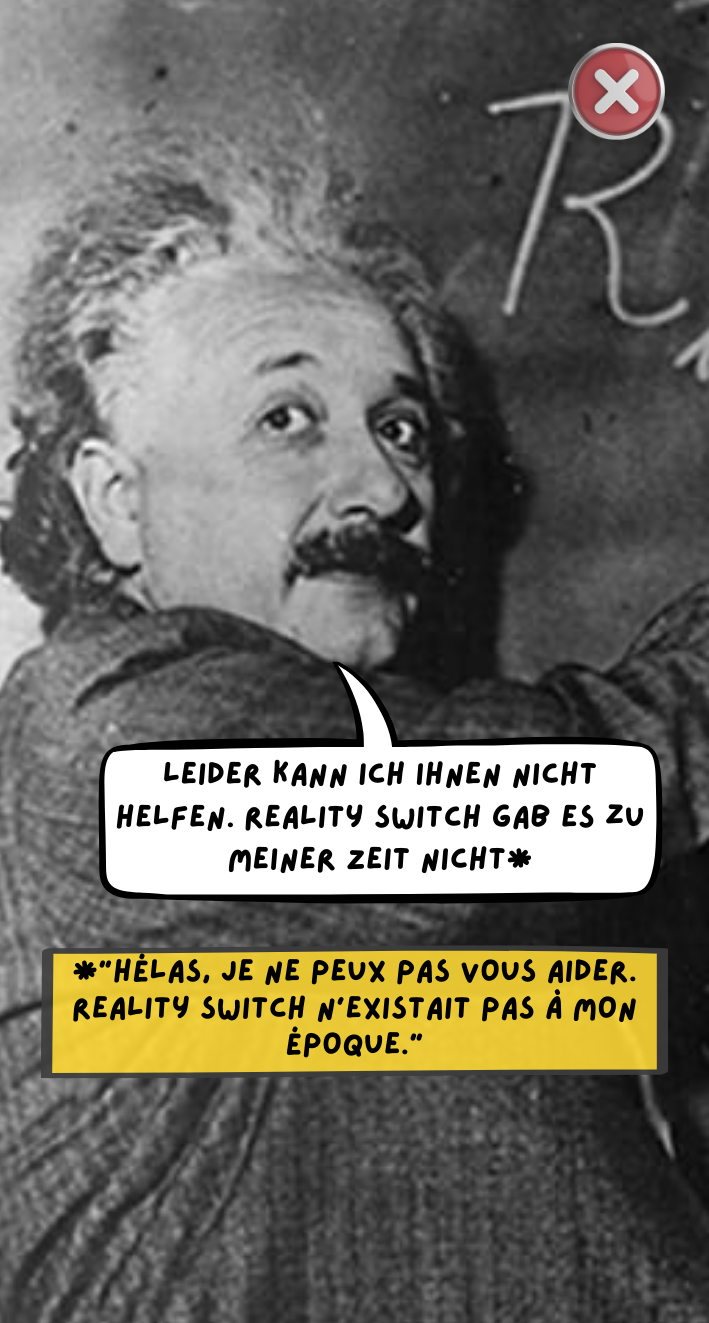 R
LEIDER KANN ICH IHNEN NICHT
HELFEN. REALITY SWITCH GAB ES ZU
MEINER ZEIT NICHT*
*"HÉLAS, JE NE PEUX PAS VOUS AIDER.
REALITY SWITCH N'EXISTAIT PAS À MON
ÉPOQUE."